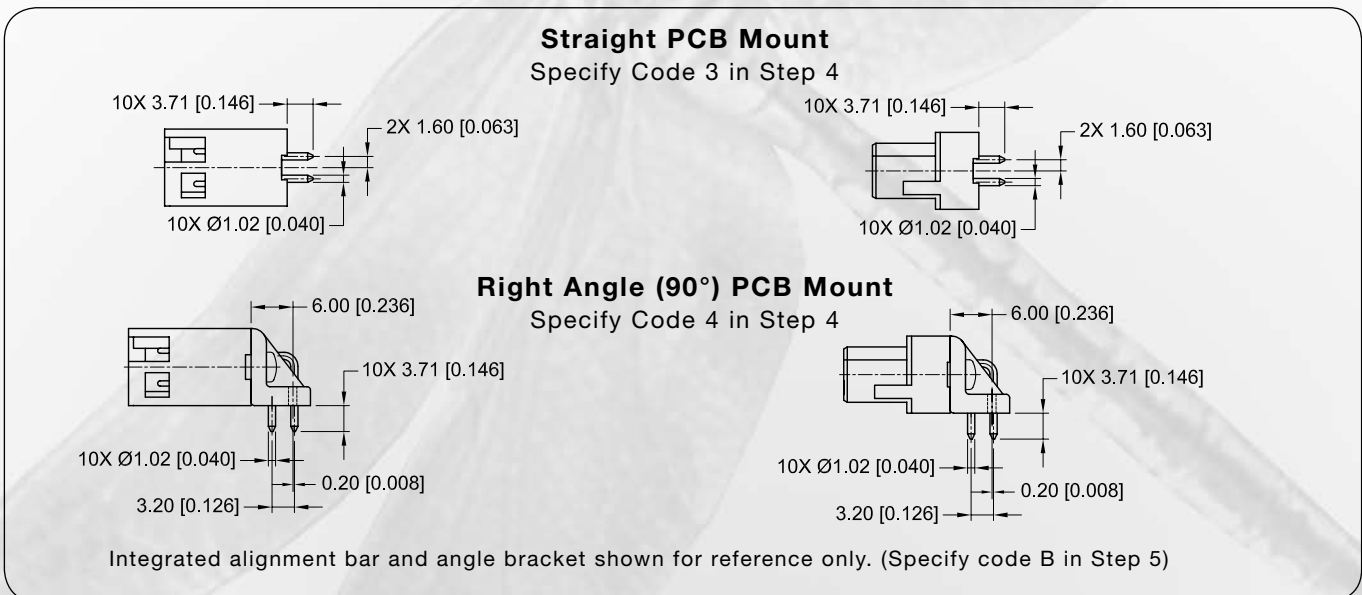 Straight PCB Mount
Specify Code 3 in Step 4
10X 3.71 [0.146]
2X 1.60 [0.063]
10X Ø1.02 [0.040]
10X 3.71 [0.146]
2X 1.60 [0.063]
10X Ø1.02 [0.040]
Right Angle (90°) PCB Mount
Specify Code 4 in Step 4
6.00 [0.236]
10X 3.71 [0.146]
10X Ø1.02 [0.040]
0.20 [0.008]
3.20 [0.126]
6.00 [0.236]
10X 3.71 [0.146]
10X Ø1.02 [0.040]
0.20 [0.008]
3.20 [0.126]
Integrated alignment bar and angle bracket shown for reference only. (Specify code B in Step 5)